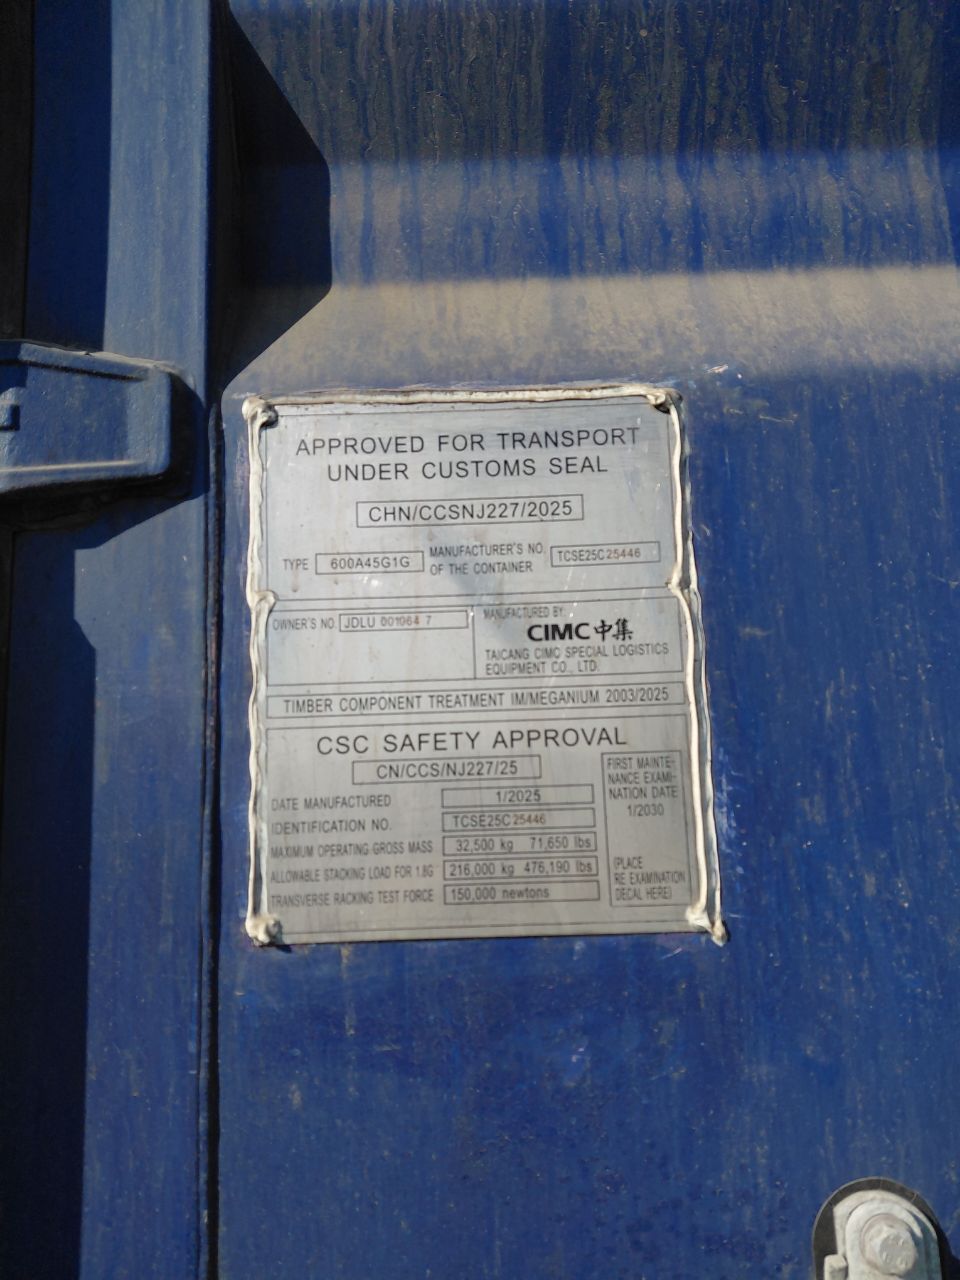 APPROVED FOR TRANSPORT
UNDER CUSTOMS SEAL
CHN/CCSNJ227/2025
TYPE 600A45G1G MANUFACTURER'S NO. OF THE CONTAINER TCSE25C25446
OWNER'S NO. JDLU 001064 7
MANUFACTURED BY:
CIMC中集
TAICANG CIMC SPECIAL LOGISTICS
EQUIPMENT CO., LTD.
TIMBER COMPONENT TREATMENT IM/MEGANIUM 2003/2025
CSC SAFETY APPROVAL
CN/CCS/NJ227/25
DATE MANUFACTURED 1/2025
IDENTIFICATION NO. TCSE25C25446
MAXIMUM OPERATING GROSS MASS 32,500 kg 71,650 lbs
ALLOWABLE STACKING LOAD FOR 1.8G 216,000 kg 476,190 lbs
TRANSVERSE RACKING TEST FORCE 150,000 newtons
FIRST MAINTE-
NANCE EXAMI-
NATION DATE
1/2030
(PLACE
RE EXAMINATION
DECAL HERE)